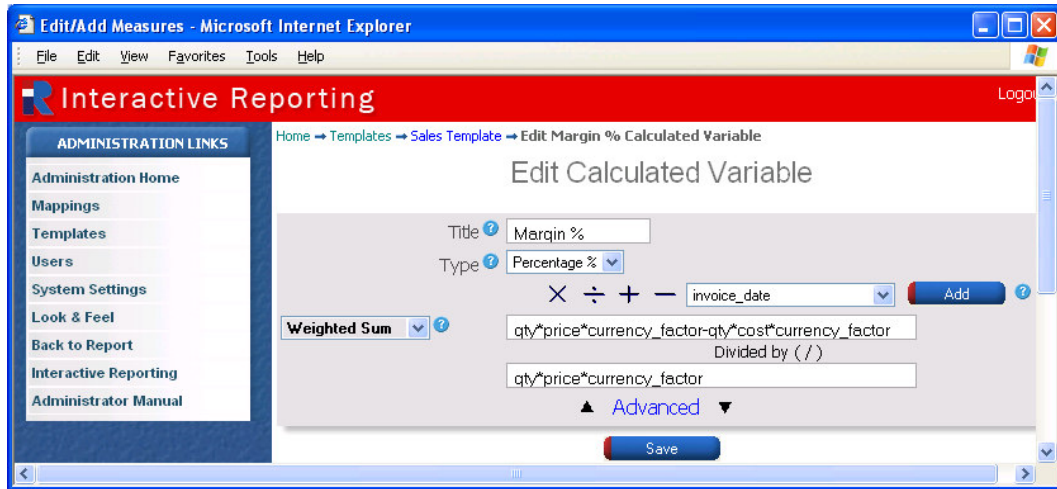 Edit/Add Measures - Microsoft Internet Explorer
File Edit View Favorites Tools Help
Interactive Reporting
Logou
ADMINISTRATION LINKS
Administration Home
Mappings
Templates
Users
System Settings
Look & Feel
Back to Report
Interactive Reporting
Administrator Manual
Home → Templates → Sales Template → Edit Margin % Calculated Variable
Edit Calculated Variable
Title ? Margin %
Type ? Percentage %
× ÷ + − invoice_date Add ?
Weighted Sum ? qty*price*currency_factor-qty*cost*currency_factor
Divided by ( / )
qty*price*currency_factor
▲ Advanced ▼
Save